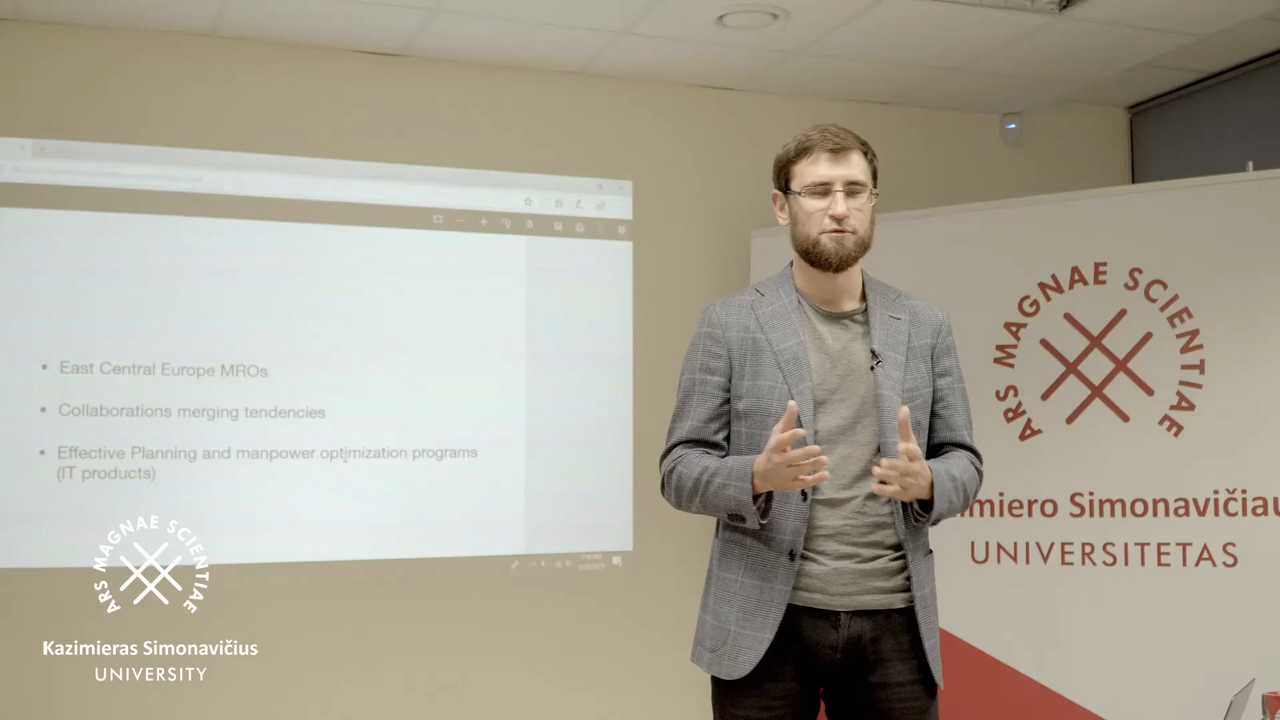 • East Central Europe MROs
• Collaborations merging tendencies
• Effective Planning and manpower optimization programs
(IT products)
ARS MAGNAE SCIENTIAE
Kazimieras Simonavičius
UNIVERSITY
ARS MAGNAE SCIENTIAE
imiero Simonavičiau
UNIVERSITETAS